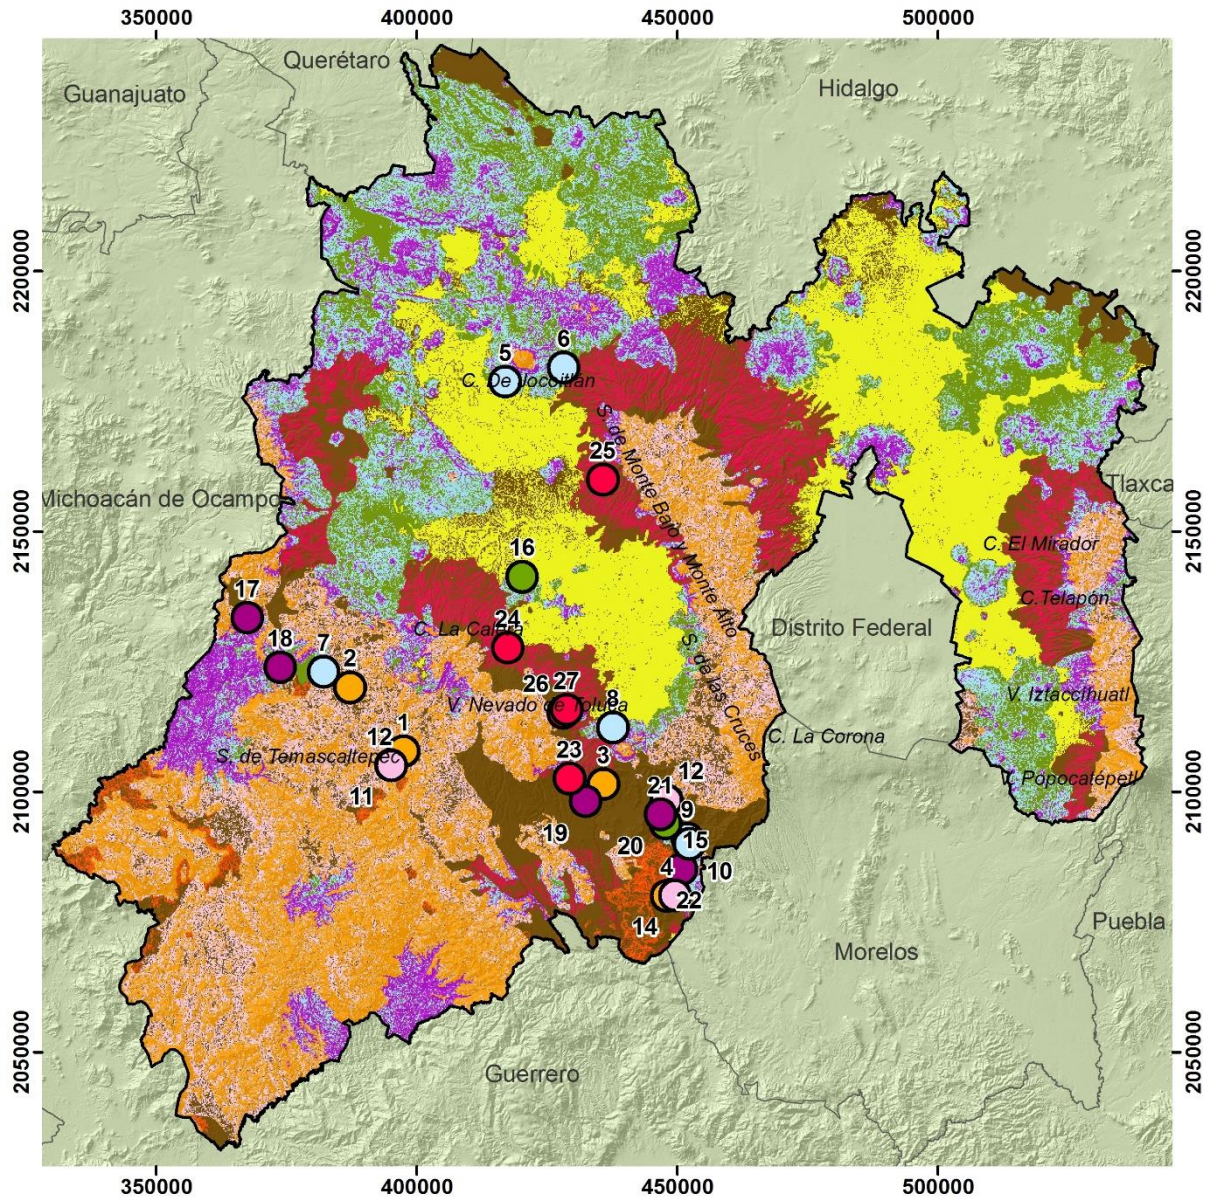 350000 400000 450000 500000
Querétaro
Guanajuato
Hidalgo
2200000
2200000
5
6
C. De Jocotitlán
25
S. de Monte Bajo y Monte Alto
Michoacán de Ocampo
Tlaxca
2150000
2150000
C. El Mirador
16
17
C. Telapón
24
C. La Calera
Distrito Federal
18
7
2
S. de las Cruces
26
27
8
V. Nevado de Toluca
V. Iztaccíhuatl
1
12
C. La Corona
S. de Temascaltepec
23
3
12
Popocatépetl
2100000
2100000
11
21
9
19
15
20
10
4
22
14
Puebla
Morelos
2050000
2050000
Guerrero
350000 400000 450000 500000